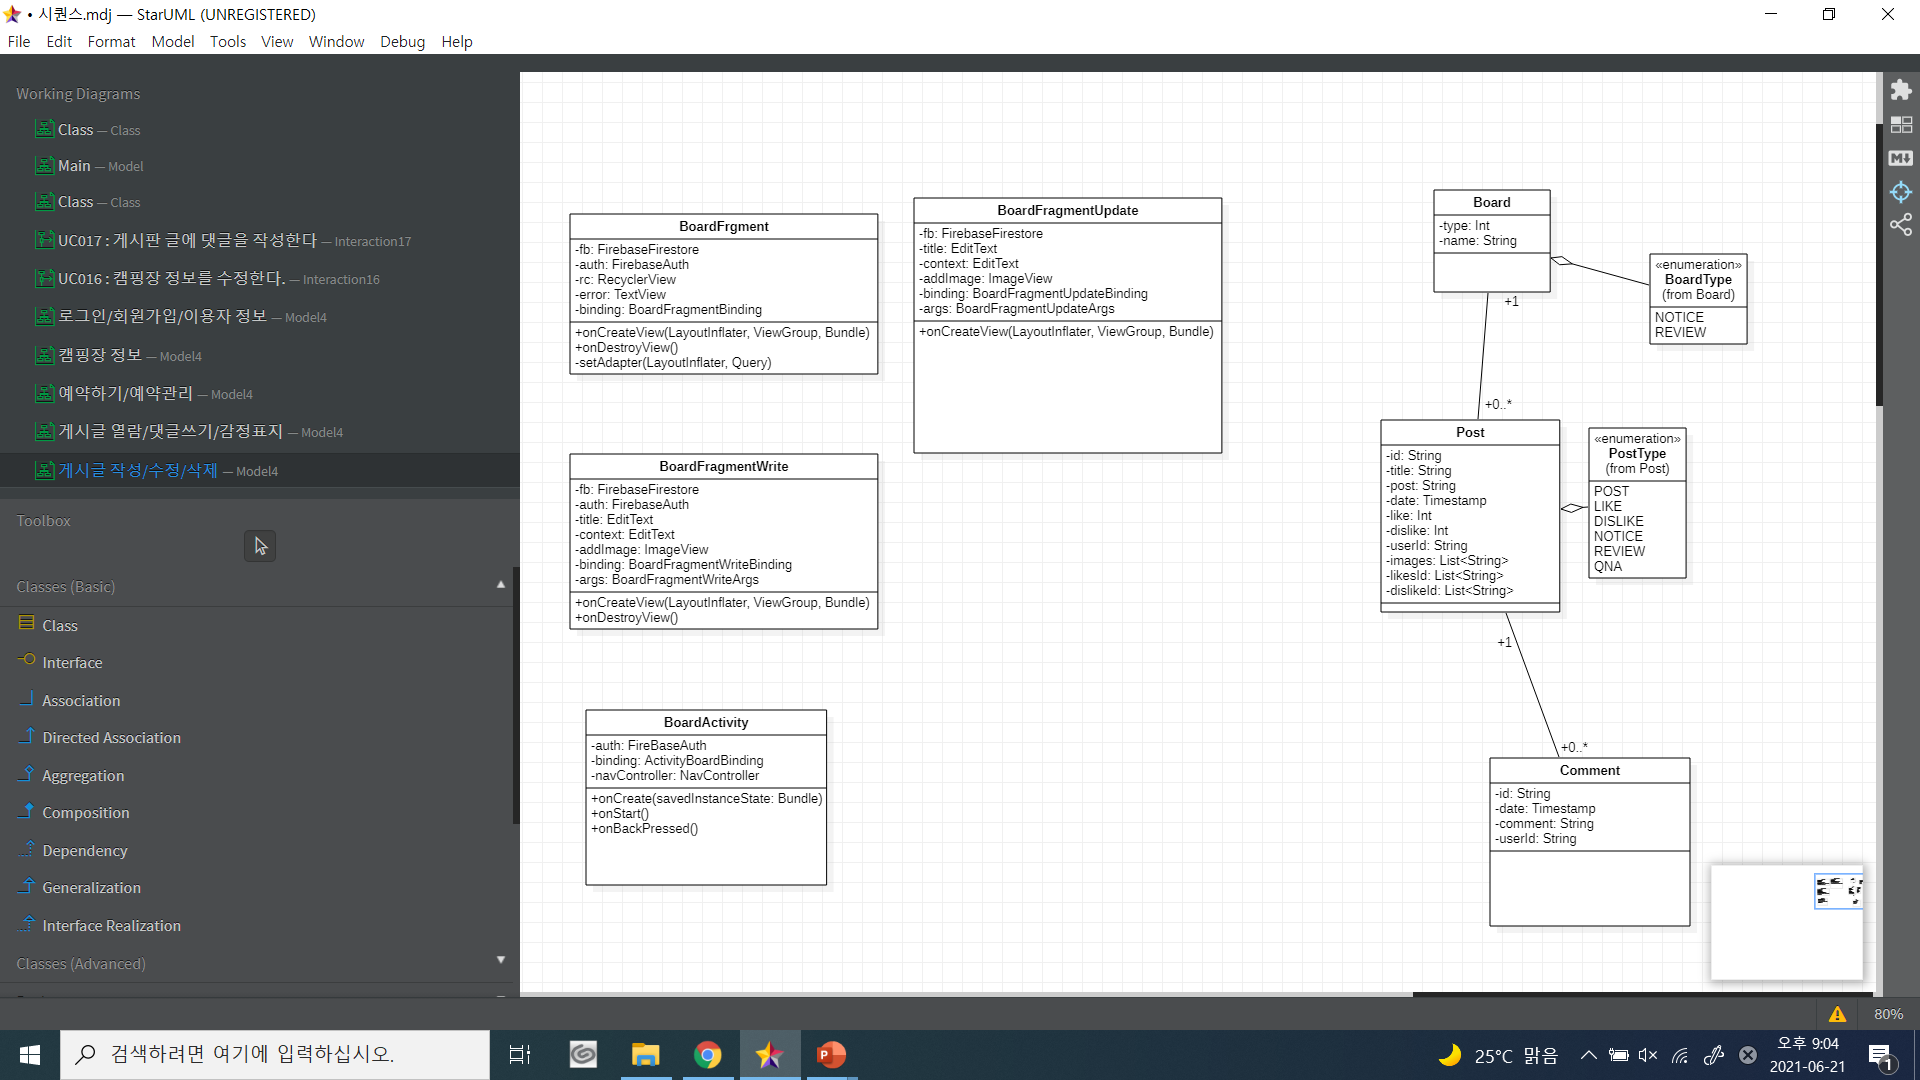 • 시퀀스.mdj — StarUML (UNREGISTERED)
File Edit Format Model Tools View Window Debug Help
Working Diagrams
Class — Class
Main — Model
Class — Class
UC017 : 게시판 글에 댓글을 작성한다 — Interaction17
UC016 : 캠핑장 정보를 수정한다. — Interaction16
로그인/회원가입/이용자 정보 — Model4
캠핑장 정보 — Model4
예약하기/예약관리 — Model4
게시글 열람/댓글쓰기/감정표지 — Model4
게시글 작성/수정/삭제 — Model4
Toolbox
Classes (Basic)
Class
Interface
Association
Directed Association
Aggregation
Composition
Dependency
Generalization
Interface Realization
Classes (Advanced)
BoardFrgment
-fb: FirebaseFirestore
-auth: FirebaseAuth
-rc: RecyclerView
-error: TextView
-binding: BoardFragmentBinding
+onCreateView(LayoutInflater, ViewGroup, Bundle)
+onDestroyView()
-setAdapter(LayoutInflater, Query)
BoardFragmentUpdate
-fb: FirebaseFirestore
-title: EditText
-context: EditText
-addImage: ImageView
-binding: BoardFragmentUpdateBinding
-args: BoardFragmentUpdateArgs
+onCreateView(LayoutInflater, ViewGroup, Bundle)
BoardFragmentWrite
-fb: FirebaseFirestore
-auth: FirebaseAuth
-title: EditText
-context: EditText
-addImage: ImageView
-binding: BoardFragmentWriteBinding
-args: BoardFragmentWriteArgs
+onCreateView(LayoutInflater, ViewGroup, Bundle)
+onDestroyView()
BoardActivity
-auth: FireBaseAuth
-binding: ActivityBoardBinding
-navController: NavController
+onCreate(savedInstanceState: Bundle)
+onStart()
+onBackPressed()
Board
-type: Int
-name: String
+1
«enumeration»
BoardType
(from Board)
NOTICE
REVIEW
+0..*
Post
-id: String
-title: String
-post: String
-date: Timestamp
-like: Int
-dislike: Int
-userId: String
-images: List<String>
-likesId: List<String>
-dislikeId: List<String>
«enumeration»
PostType
(from Post)
POST
LIKE
DISLIKE
NOTICE
REVIEW
QNA
+1
+0..*
Comment
-id: String
-date: Timestamp
-comment: String
-userId: String
M
80%
검색하려면 여기에 입력하십시오.
P
25°C 맑음
오후 9:04
2021-06-21
1